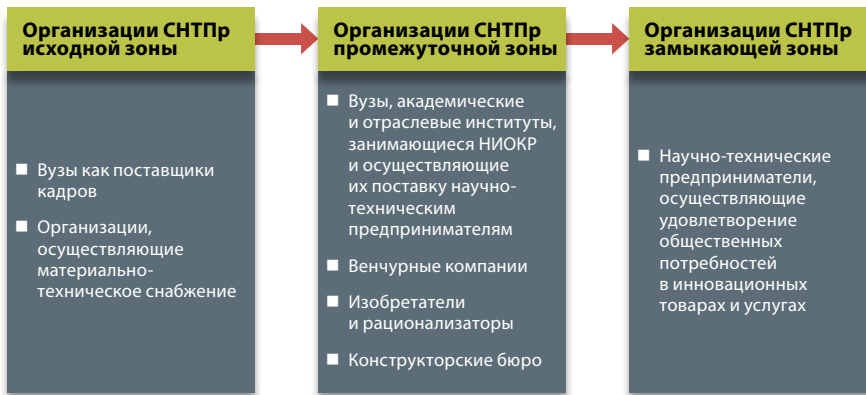 Организации СНТПр
исходной зоны
Вузы как поставщики
кадров
Организации,
осуществляющие
материально-
техническое снабжение
Организации СНТПр
промежуточной зоны
Вузы, академические
и отраслевые институты,
занимающиеся НИОКР
и осуществляющие
их поставку научно-
техническим
предпринимателям
Венчурные компании
Изобретатели
и рационализаторы
Конструкторские бюро
Организации СНТПр
замыкающей зоны
Научно-технические
предприниматели,
осуществляющие
удовлетворение
общественных
потребностей
в инновационных
товарах и услугах